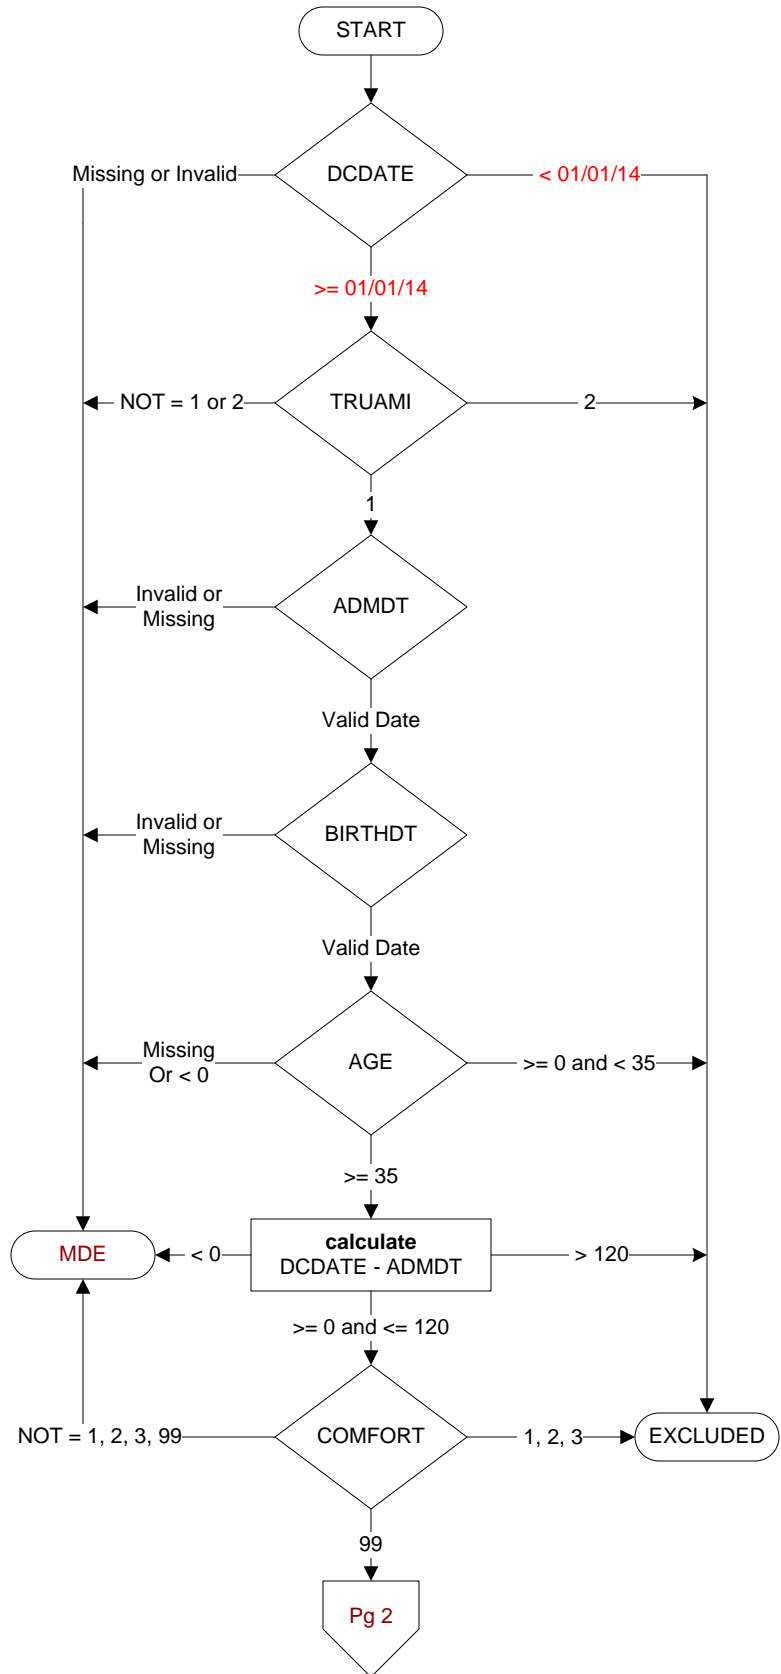 START
Missing or Invalid
DCDATE
< 01/01/14
>= 01/01/14
NOT = 1 or 2
TRUAMI
2
1
Invalid or
Missing
ADMDT
Valid Date
Invalid or
Missing
BIRTHDT
Valid Date
Missing
Or < 0
AGE
>= 0 and < 35
>= 35
MDE
< 0
calculate
DCDATE - ADMDT
> 120
>= 0 and <= 120
NOT = 1, 2, 3, 99
COMFORT
1, 2, 3
EXCLUDED
99
Pg 2